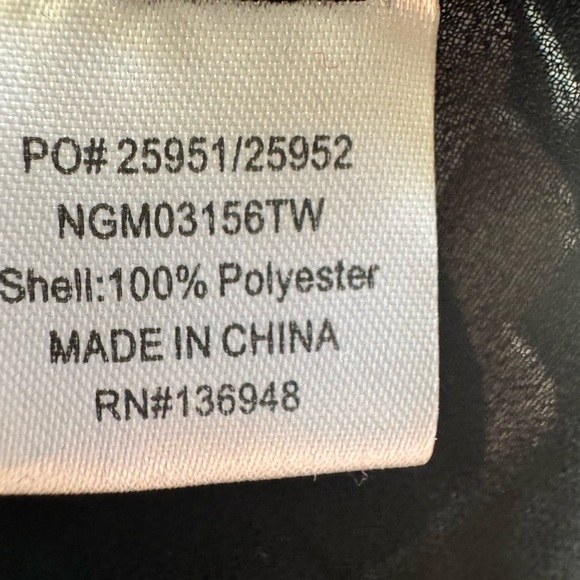 PO# 25951/25952
NGM03156TW
Shell:100% Polyester
MADE IN CHINA
RN#136948